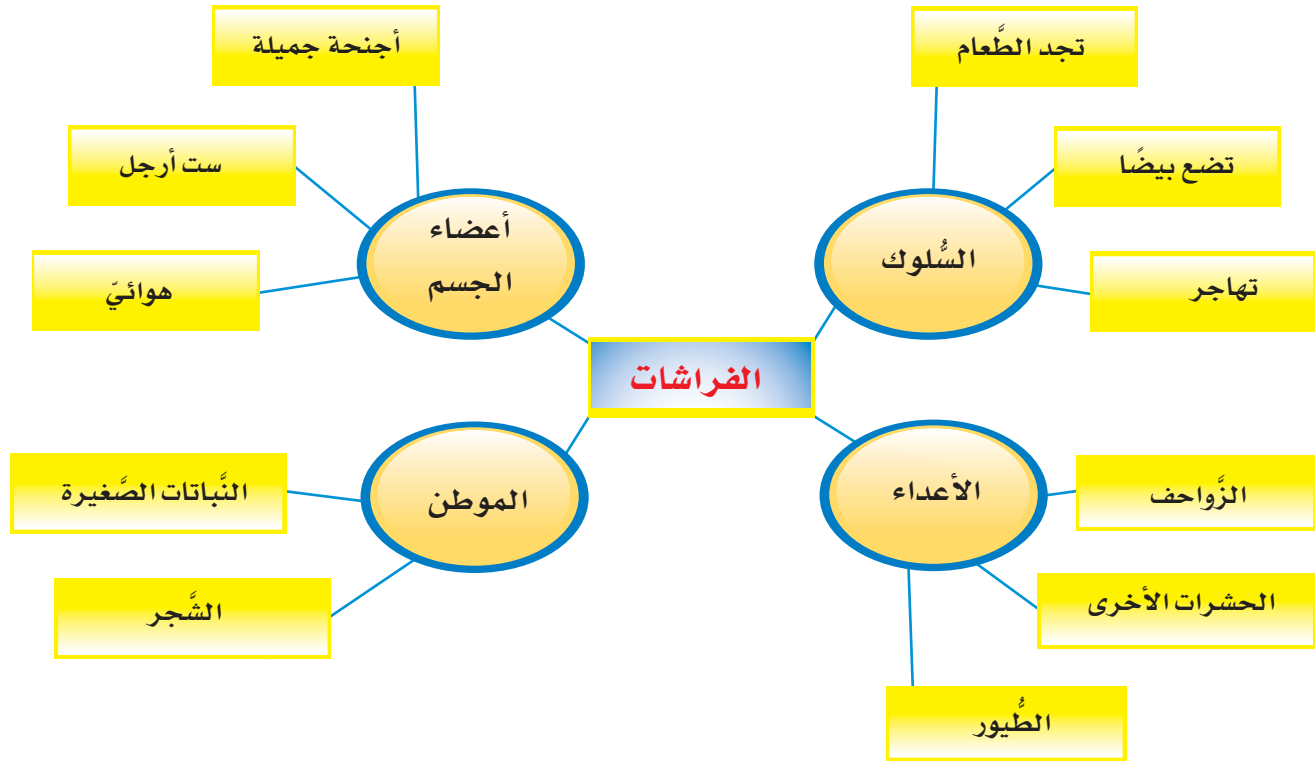 الفراشات
السُّلوك
تجد الطَّعام
تضع بيضًا
تهاجر
الأعداء
الزَّواحف
الحشرات الأخرى
الطُّيور
أعضاء
الجسم
أجنحة جميلة
ست أرجل
هوائيّ
الموطن
النَّباتات الصَّغيرة
الشَّجر